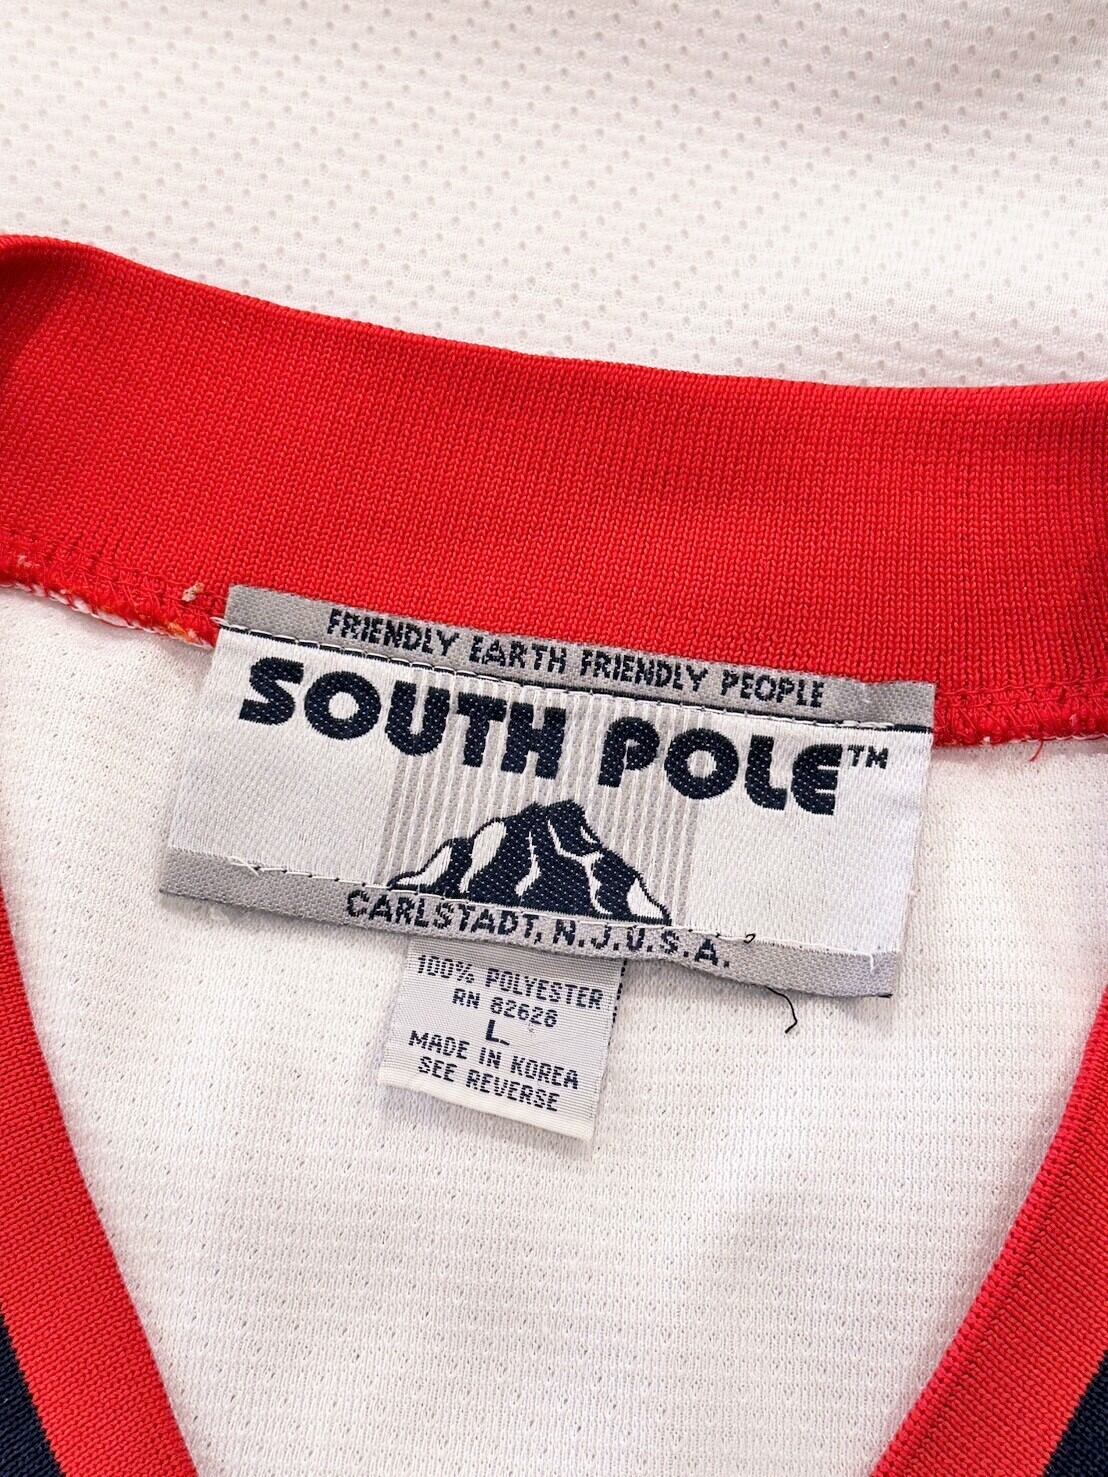 FRIENDLY EARTH FRIENDLY PEOPLE
SOUTH POLE™
CARLSTADT, N.J.U.S.A.
100% POLYESTER
RN 82628
L
MADE IN KOREA
SEE REVERSE